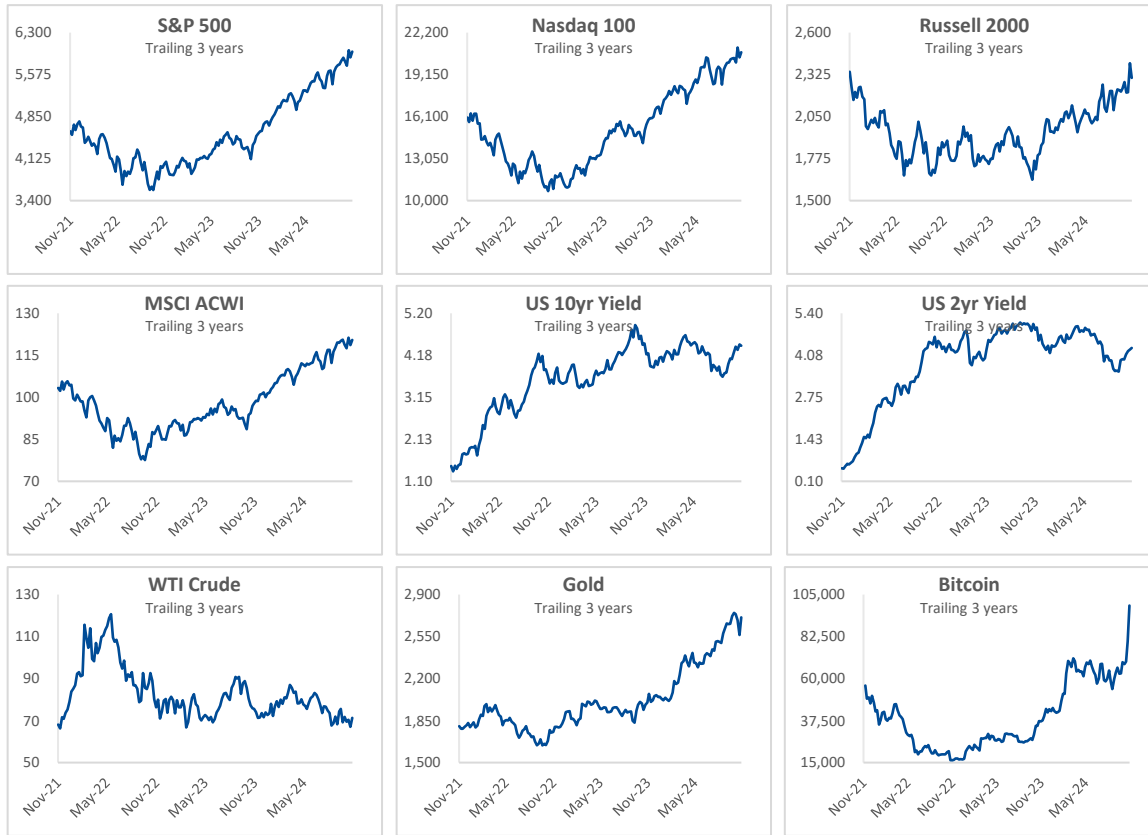 S&P 500
Trailing 3 years
6,300
5,575
4,850
4,125
3,400
Nov-21
May-22
Nov-22
May-23
Nov-23
May-24
Nasdaq 100
Trailing 3 years
22,200
19,150
16,100
13,050
10,000
Nov-21
May-22
Nov-22
May-23
Nov-23
May-24
Russell 2000
Trailing 3 years
2,600
2,325
2,050
1,775
1,500
Nov-21
May-22
Nov-22
May-23
Nov-23
May-24
MSCI ACWI
Trailing 3 years
130
115
100
85
70
Nov-21
May-22
Nov-22
May-23
Nov-23
May-24
US 10yr Yield
Trailing 3 years
5.20
4.18
3.15
2.13
1.10
Nov-21
May-22
Nov-22
May-23
Nov-23
May-24
US 2yr Yield
Trailing 3 years
5.40
4.08
2.75
1.43
0.10
Nov-21
May-22
Nov-22
May-23
Nov-23
May-24
WTI Crude
Trailing 3 years
130
110
90
70
50
Nov-21
May-22
Nov-22
May-23
Nov-23
May-24
Gold
Trailing 3 years
2,900
2,550
2,200
1,850
1,500
Nov-21
May-22
Nov-22
May-23
Nov-23
May-24
Bitcoin
Trailing 3 years
105,000
82,500
60,000
37,500
15,000
Nov-21
May-22
Nov-22
May-23
Nov-23
May-24